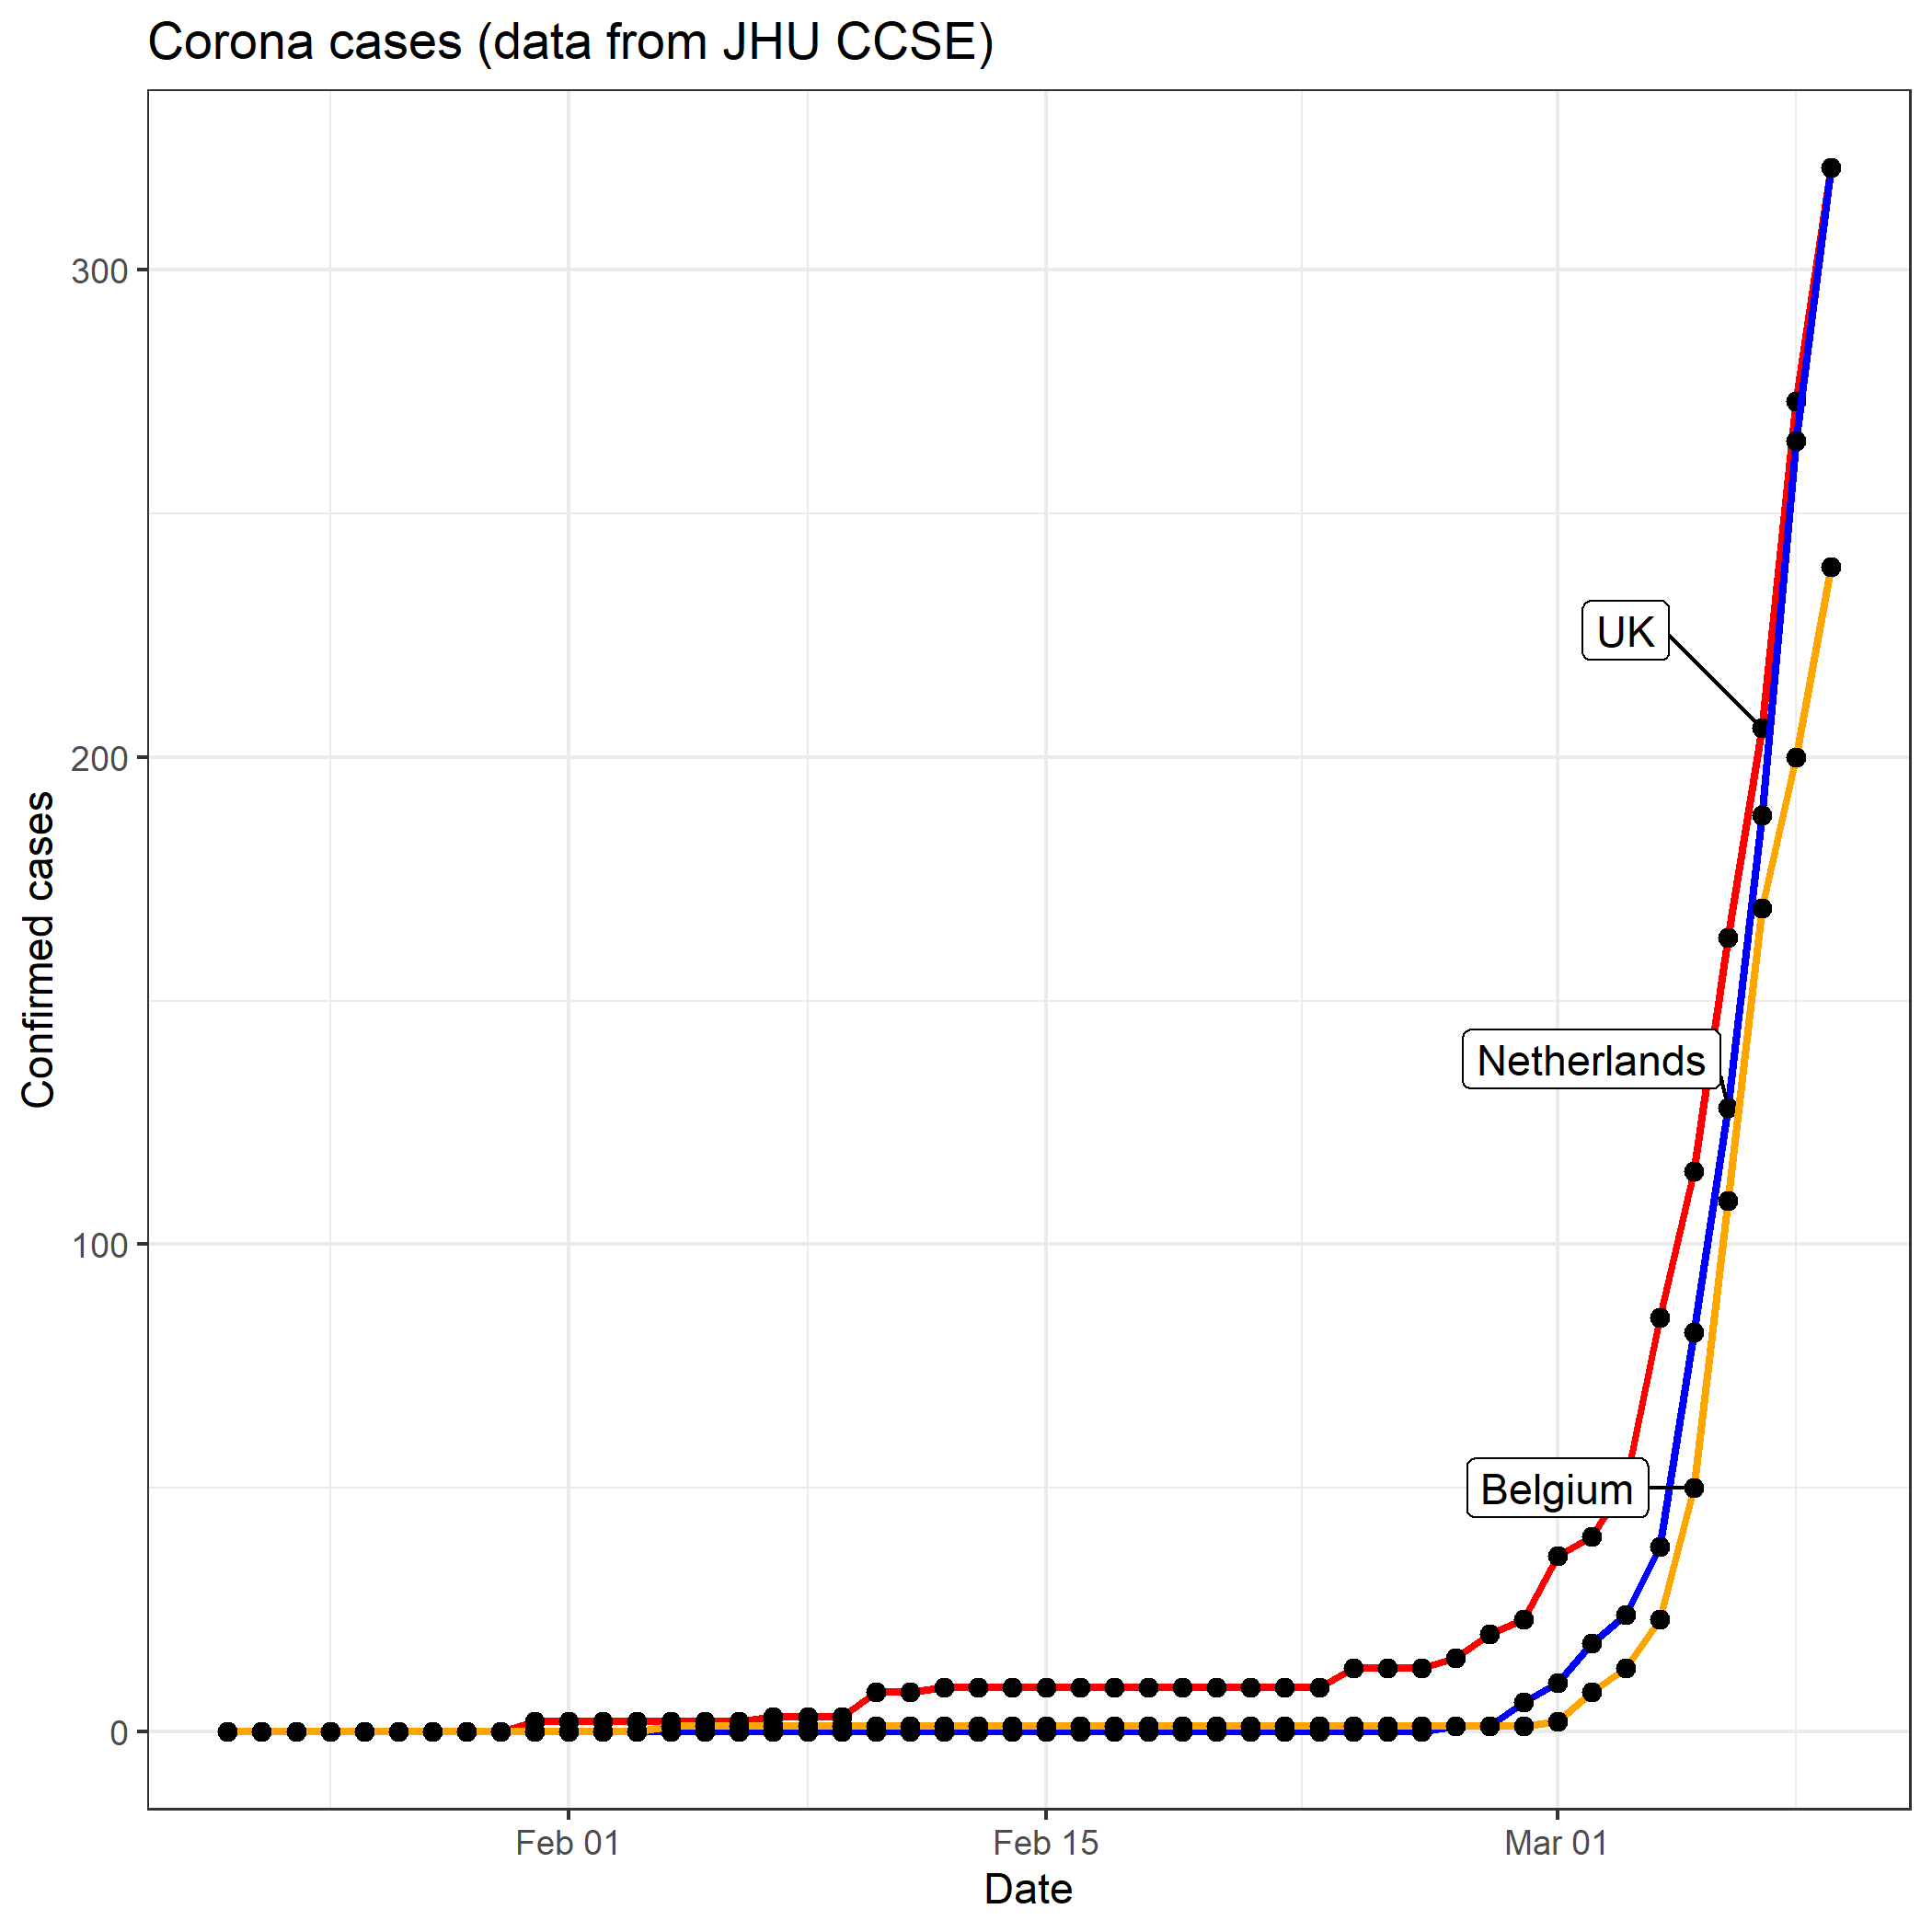 Corona cases (data from JHU CCSE)
Confirmed cases
300
200
100
0
UK
Netherlands
Belgium
Feb 01
Feb 15
Mar 01
Date